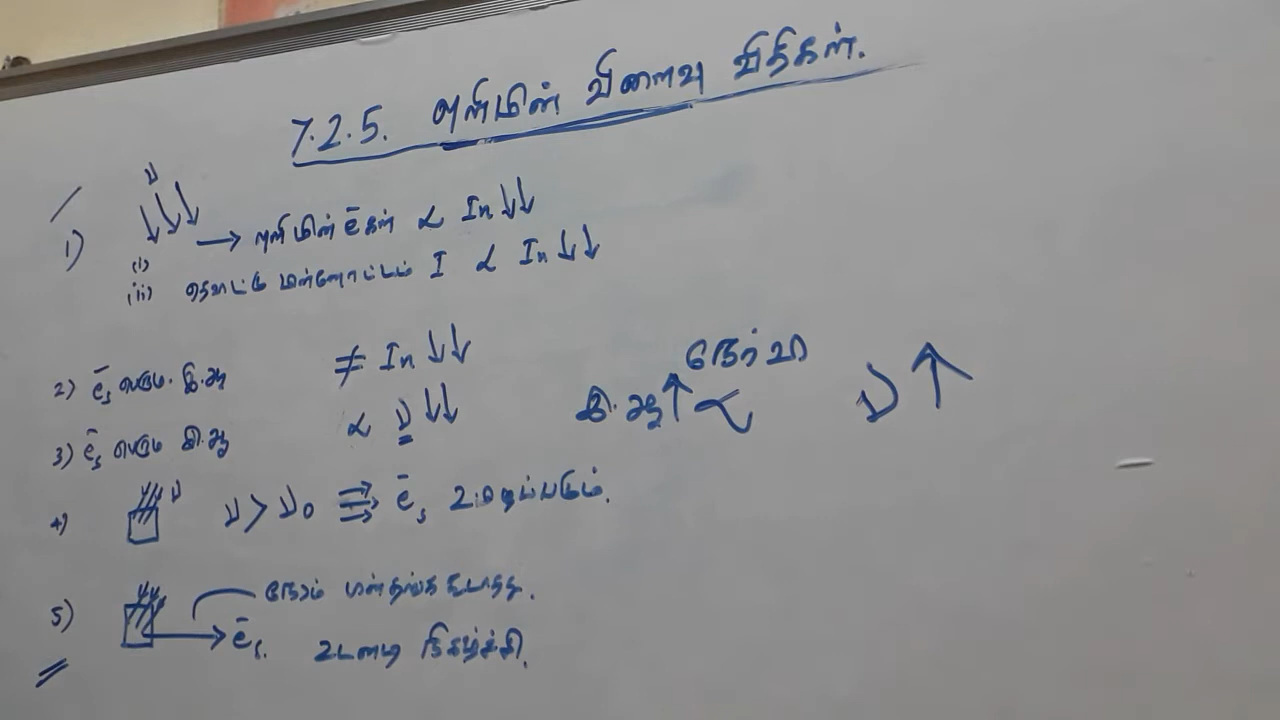 7.2.5. ஒளிமின் விளைவு விதிகள்.
ν
1) → ஒளிமின் ēகள் ∝ In ↓↓
(i)
(ii) தெவிட்டு மின்னோட்டம் I ∝ In ↓↓
2) ēs பெரும. இ.ஆ ≠ In ↓↓
3) ēs பெரும இ.ஆ ∝ ν ↓↓
நேர் வி
இ.ஆ ↑ ∝ ν ↑
4) ν ν > ν₀ ⇛ ēs உமிழப்படும்.
5) நேரம் பின்தங்க கூடாது.
→ ēs. உடனடி நிகழ்ச்சி.